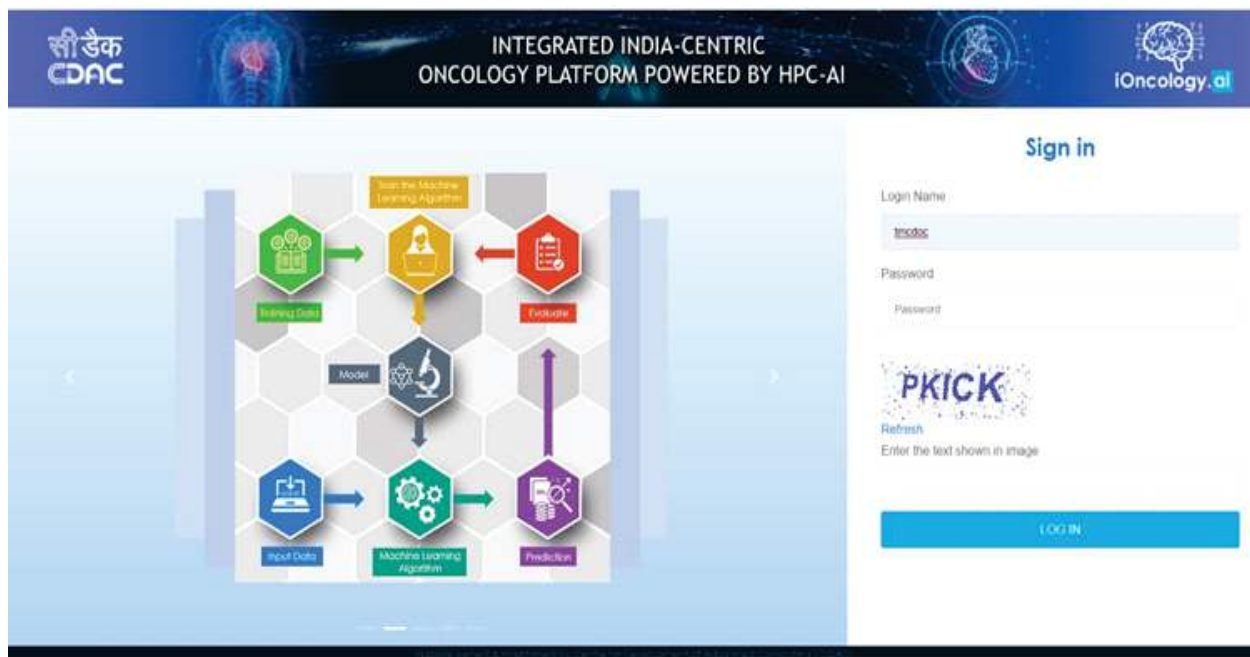 सी डैक
CDAC
INTEGRATED INDIA-CENTRIC
ONCOLOGY PLATFORM POWERED BY HPC-AI
iOncology.ai
Train the Machine
Learning Algorithm
Training Data
Evaluate
Model
Input Data
Machine Learning
Algorithm
Prediction
Sign in
Login Name
tmcdoc
Password
Password
PKICK
Refresh
Enter the text shown in image
LOG IN